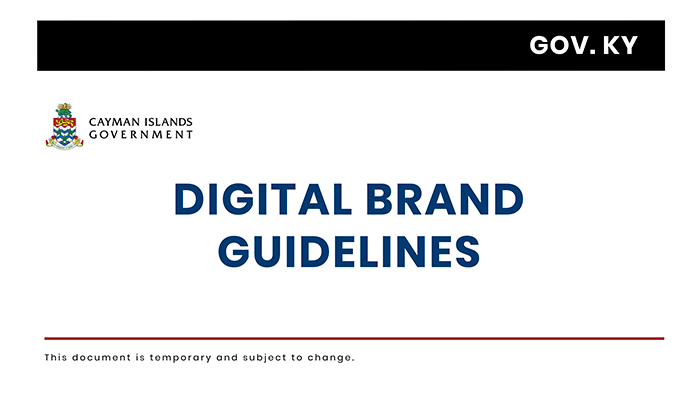 GOV. KY
CAYMAN ISLANDS
GOVERNMENT
DIGITAL BRAND
GUIDELINES
This document is temporary and subject to change.